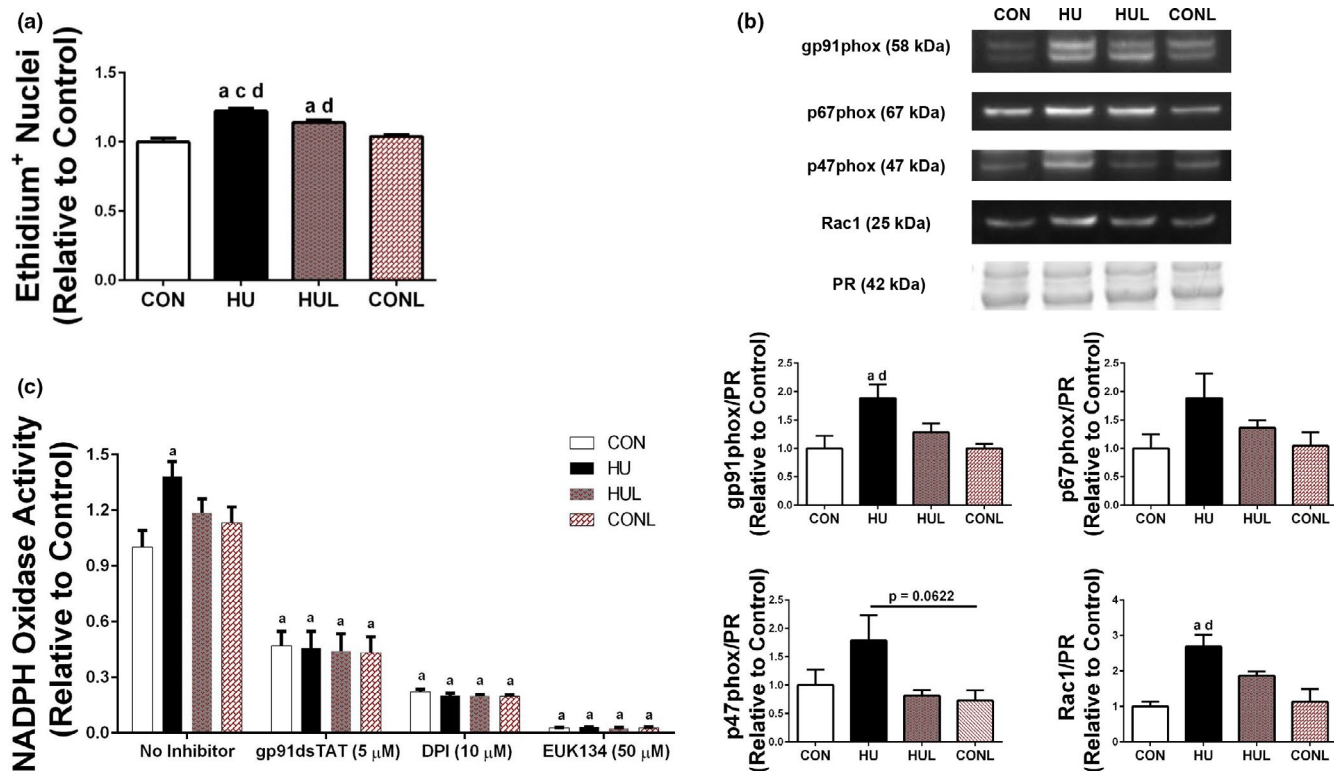 (a)
Ethidium⁺ Nuclei
(Relative to Control)
1.5
1.0
0.5
0.0
a c d
a d
CON HU HUL CONL
(b)
CON HU HUL CONL
gp91phox (58 kDa)
p67phox (67 kDa)
p47phox (47 kDa)
Rac1 (25 kDa)
PR (42 kDa)
gp91phox/PR
(Relative to Control)
2.5
2.0
1.5
1.0
0.5
0.0
a d
CON HU HUL CONL
p67phox/PR
(Relative to Control)
2.5
2.0
1.5
1.0
0.5
0.0
CON HU HUL CONL
p47phox/PR
(Relative to Control)
2.5
2.0
1.5
1.0
0.5
0.0
p = 0.0622
CON HU HUL CONL
Rac1/PR
(Relative to Control)
4
3
2
1
0
a d
CON HU HUL CONL
(c)
NADPH Oxidase Activity
(Relative to Control)
1.5
1.2
0.9
0.6
0.3
0.0
a
a a a a
a a a a
a a a a
No Inhibitor gp91dsTAT (5 μM) DPI (10 μM) EUK134 (50 μM)
CON
HU
HUL
CONL